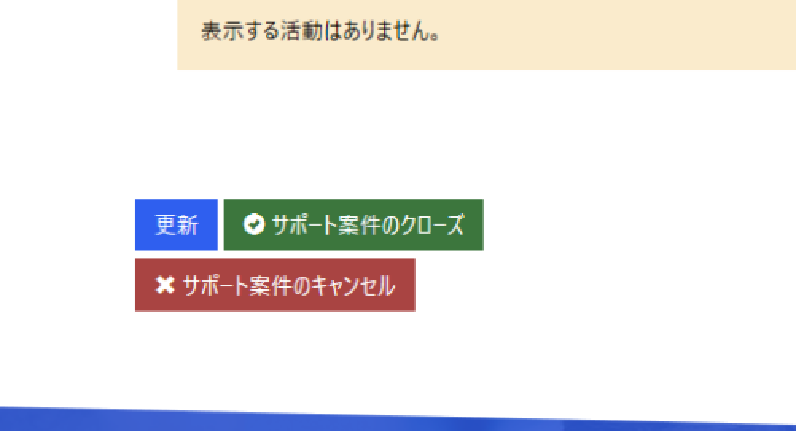 表示する活動はありません。
更新 サポート案件のクローズ
サポート案件のキャンセル